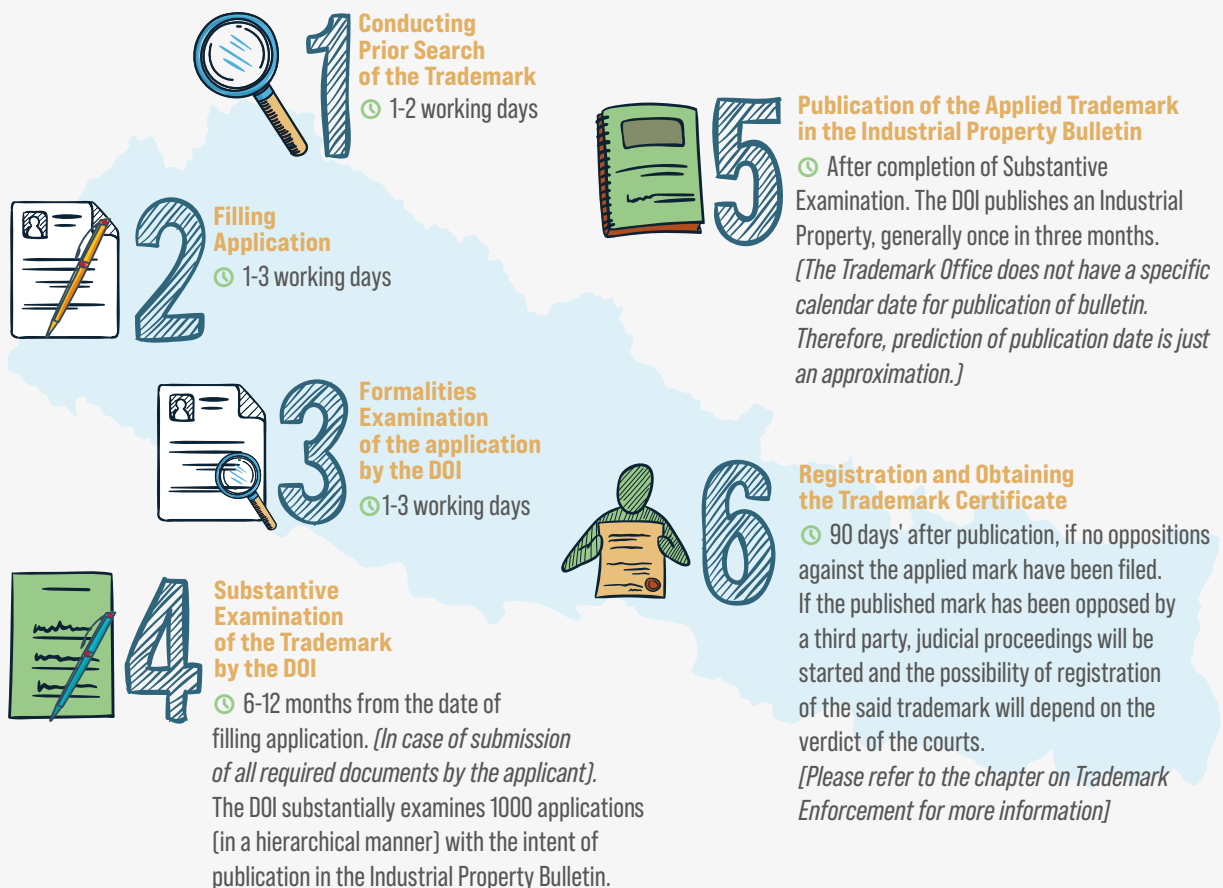 1
Conducting
Prior Search
of the Trademark
1-2 working days
2
Filling
Application
1-3 working days
3
Formalities
Examination
of the application
by the DOI
1-3 working days
4
Substantive
Examination
of the Trademark
by the DOI
6-12 months from the date of
filling application. (In case of submission
of all required documents by the applicant).
The DOI substantially examines 1000 applications
(in a hierarchical manner) with the intent of
publication in the Industrial Property Bulletin.
5
Publication of the Applied Trademark
in the Industrial Property Bulletin
After completion of Substantive
Examination. The DOI publishes an Industrial
Property, generally once in three months.
(The Trademark Office does not have a specific
calendar date for publication of bulletin.
Therefore, prediction of publication date is just
an approximation.)
6
Registration and Obtaining
the Trademark Certificate
90 days' after publication, if no oppositions
against the applied mark have been filed.
If the published mark has been opposed by
a third party, judicial proceedings will be
started and the possibility of registration
of the said trademark will depend on the
verdict of the courts.
[Please refer to the chapter on Trademark
Enforcement for more information]